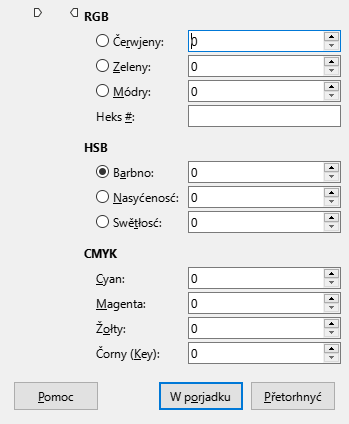 RGB
Čerwjeny: 0
Zeleny: 0
Módry: 0
Heks #:
HSB
Barbno: 0
Nasyćenosć: 0
Swětłosć: 0
CMYK
Cyan: 0
Magenta: 0
Žołty: 0
Čorny (Key): 0
Pomoc W porjadku Přetorhnyć